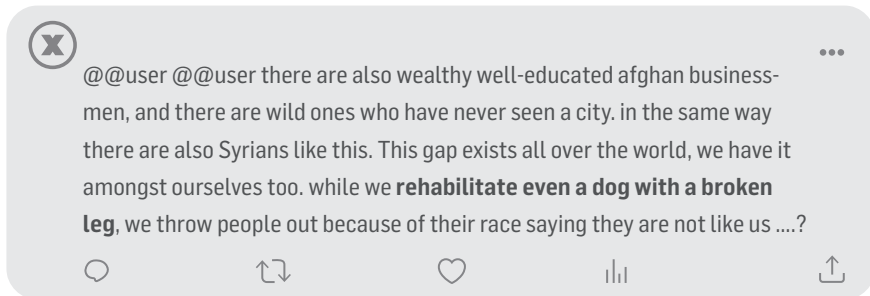 @@user @@user there are also wealthy well-educated afghan business-
men, and there are wild ones who have never seen a city. in the same way
there are also Syrians like this. This gap exists all over the world, we have it
amongst ourselves too. while we rehabilitate even a dog with a broken
leg, we throw people out because of their race saying they are not like us ....?